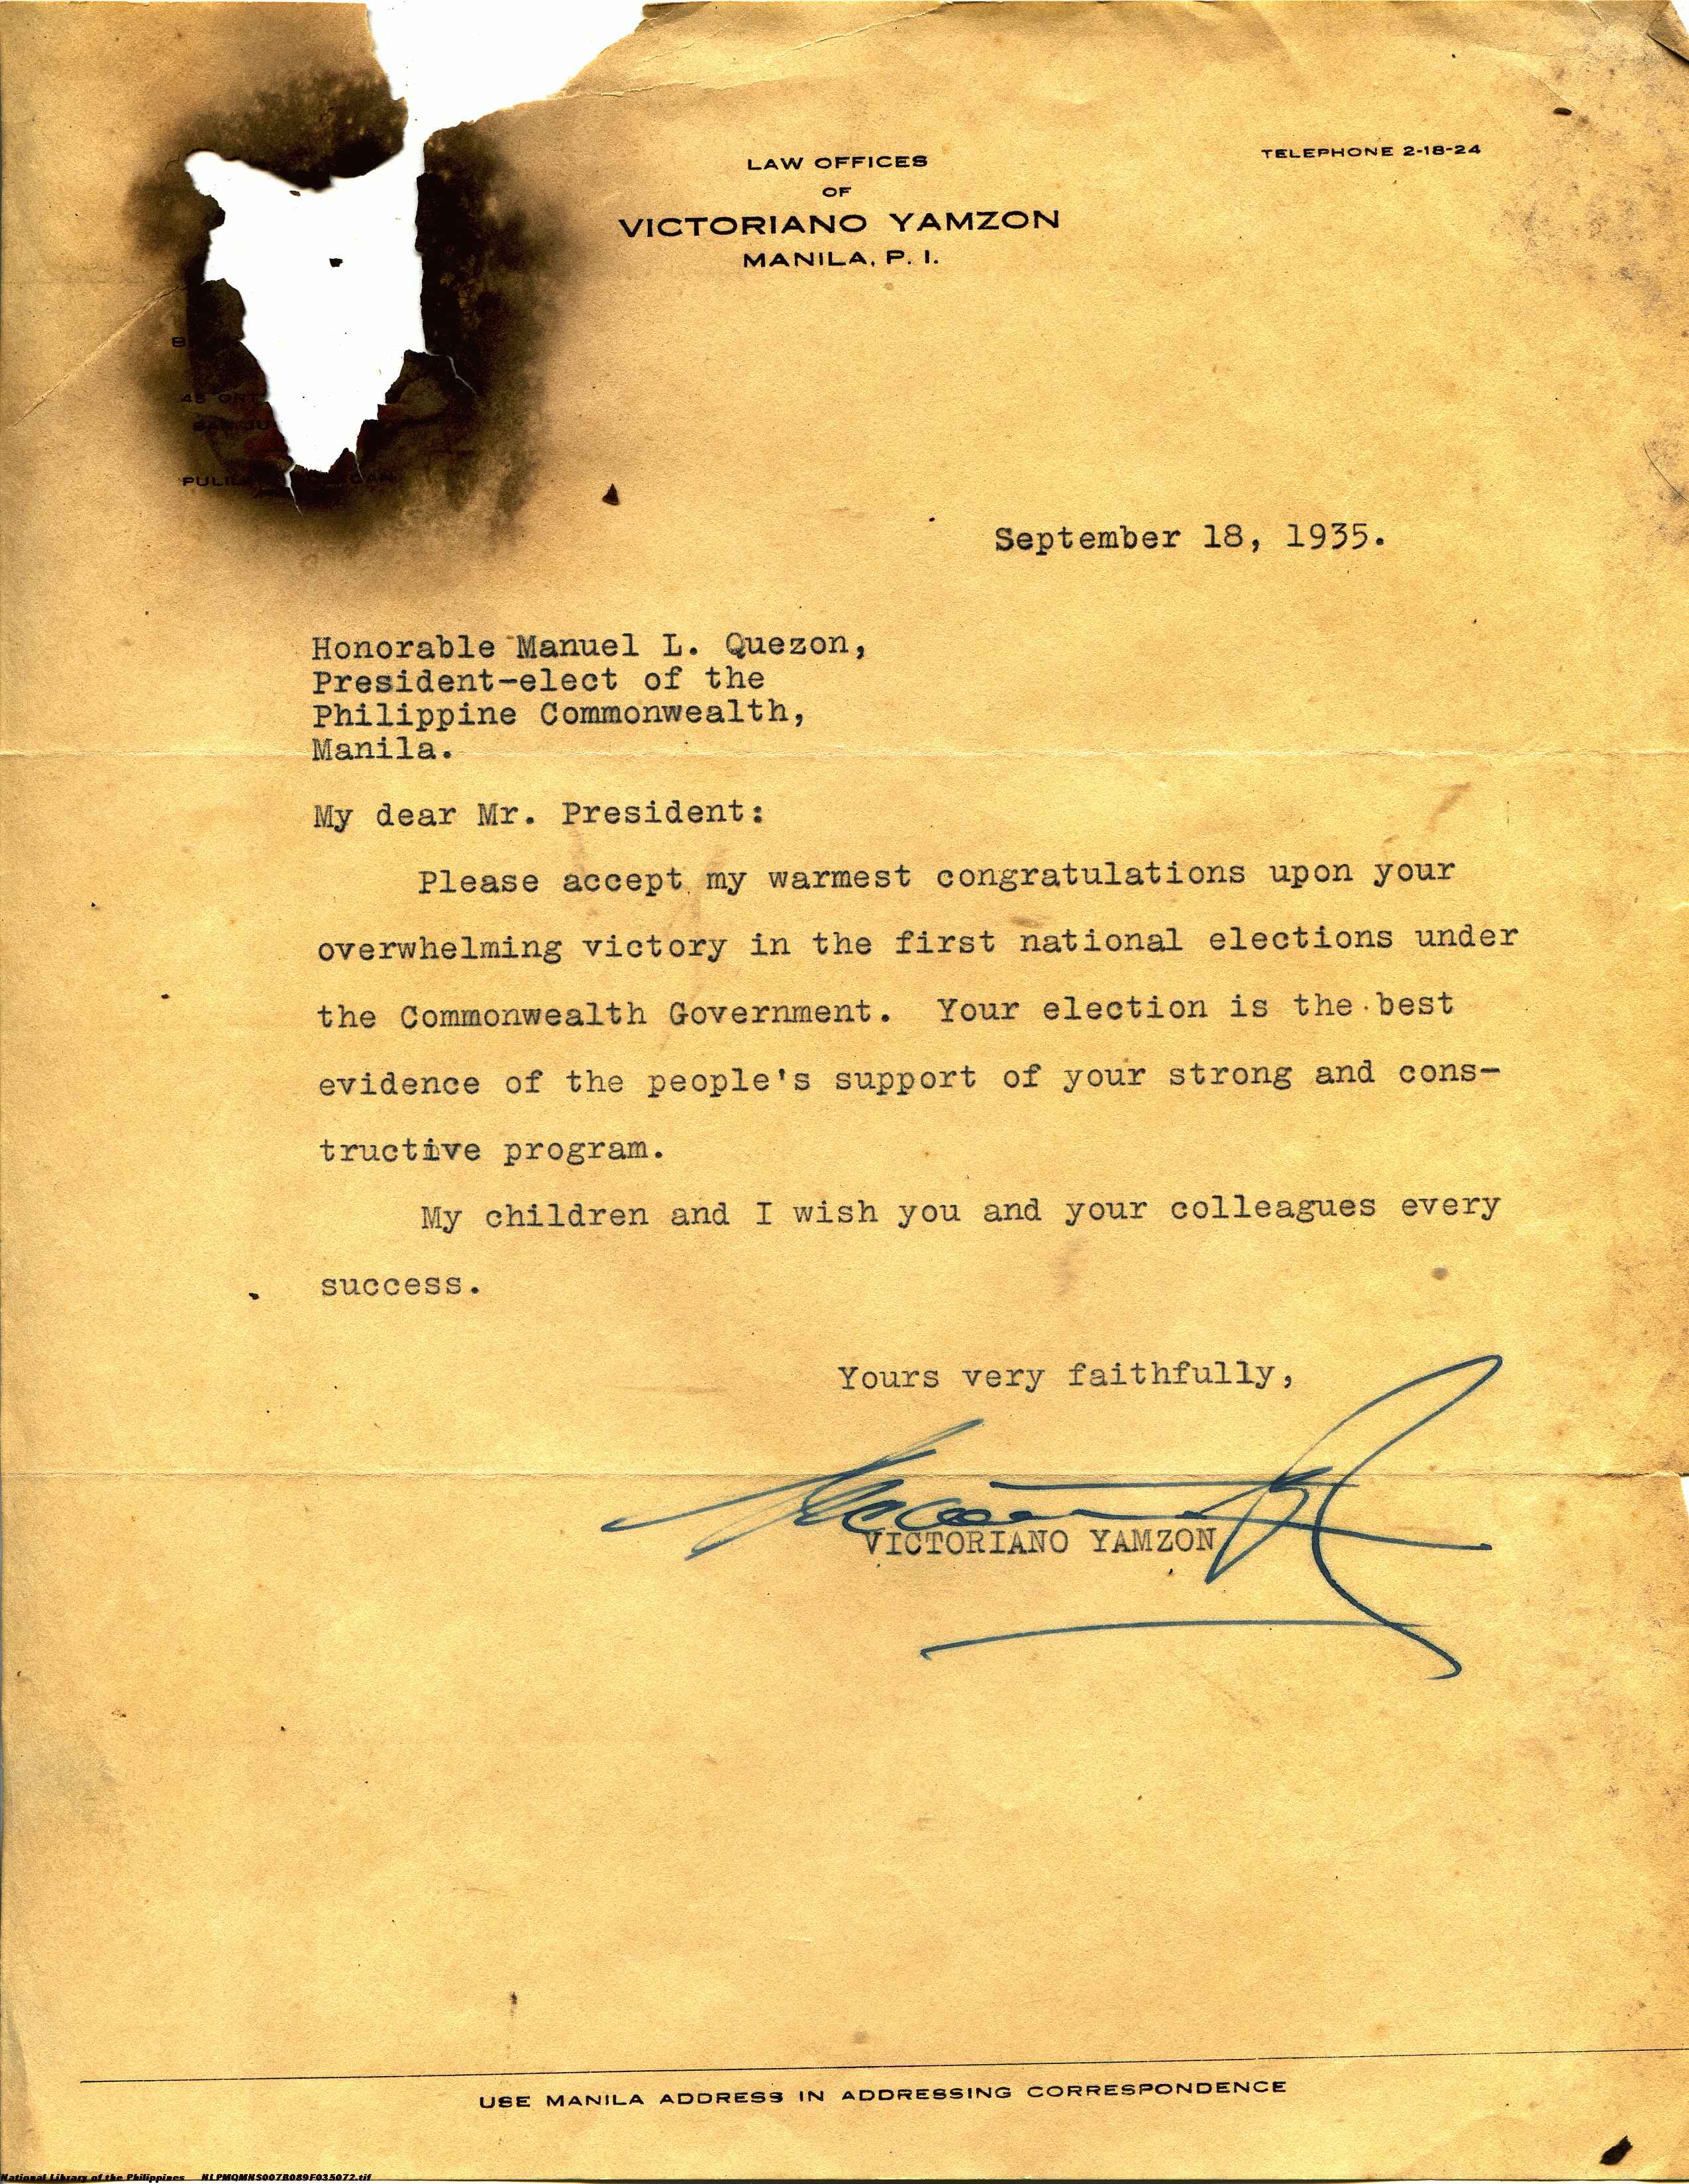 LAW OFFICES
OF
VICTORIANO YAMZON
MANILA, P. I.
TELEPHONE 2-18-24
45
September 18, 1935.
Honorable Manuel L. Quezon,
President-elect of the
Philippine Commonwealth,
Manila.
My dear Mr. President:
Please accept my warmest congratulations upon your
overwhelming victory in the first national elections under
the Commonwealth Government. Your election is the best
evidence of the people's support of your strong and cons-
tructive program.
My children and I wish you and your colleagues every
success.
Yours very faithfully,
VICTORIANO YAMZON
USE MANILA ADDRESS IN ADDRESSING CORRESPONDENCE
National Library of the Philippines NLPMQMNS007B089F035072.tif